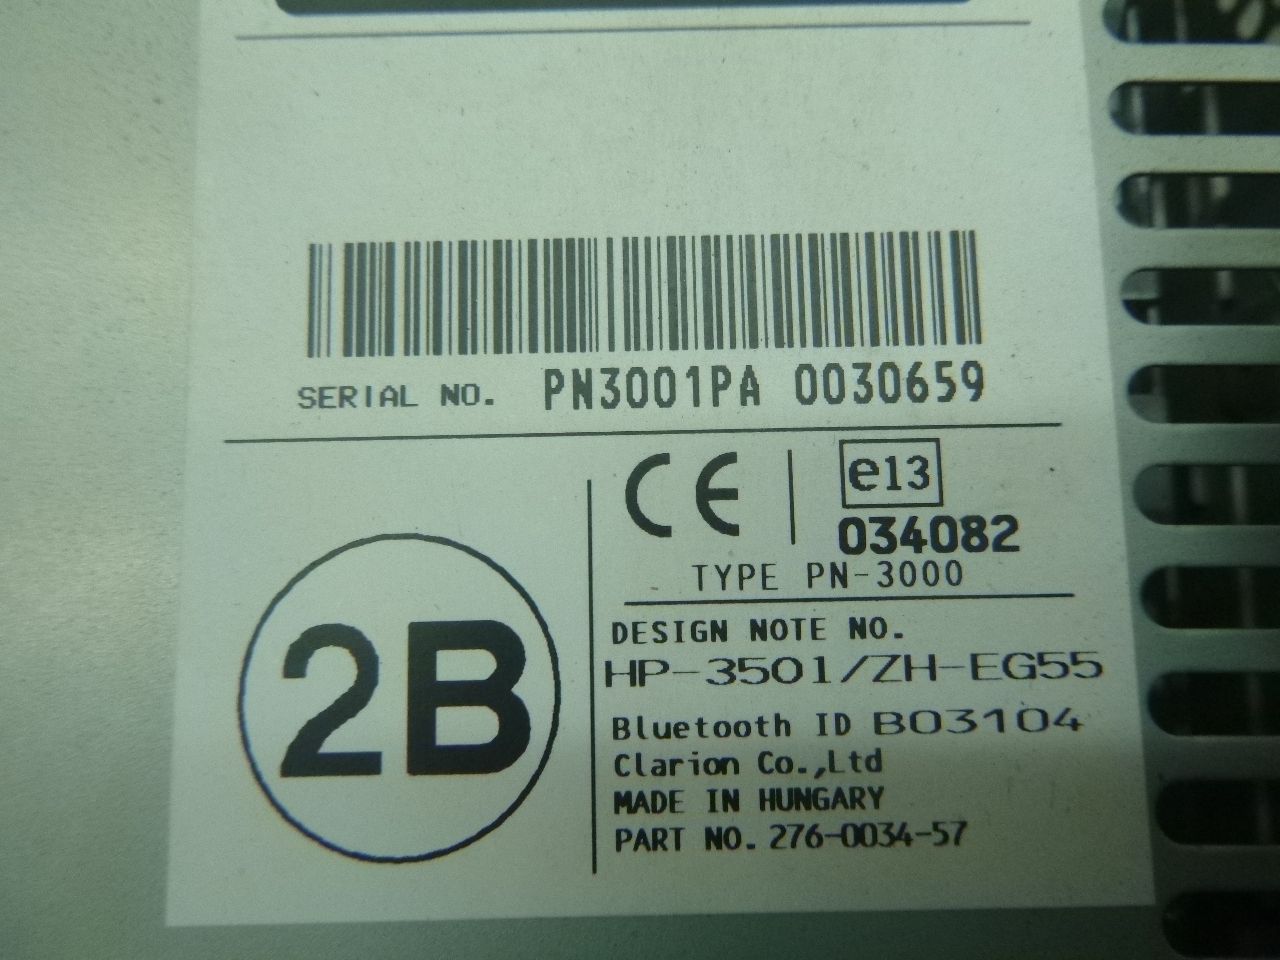 SERIAL NO. PN3001PA 0030659
CE e13
034082
TYPE PN-3000
2B
DESIGN NOTE NO.
HP-3501/ZH-EG55
Bluetooth ID B03104
Clarion Co.,Ltd
MADE IN HUNGARY
PART NO. 276-0034-57